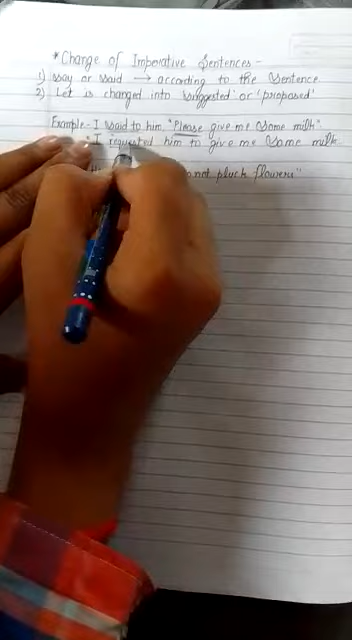 * Change of Imperative Sentences -
1) Say or Said → according to the Sentence
2) Let is changed into 'suggested' or 'proposed'
Example - I said to him, "Please give me some milk".
I requested him to give me some milk.
not pluck flowers"